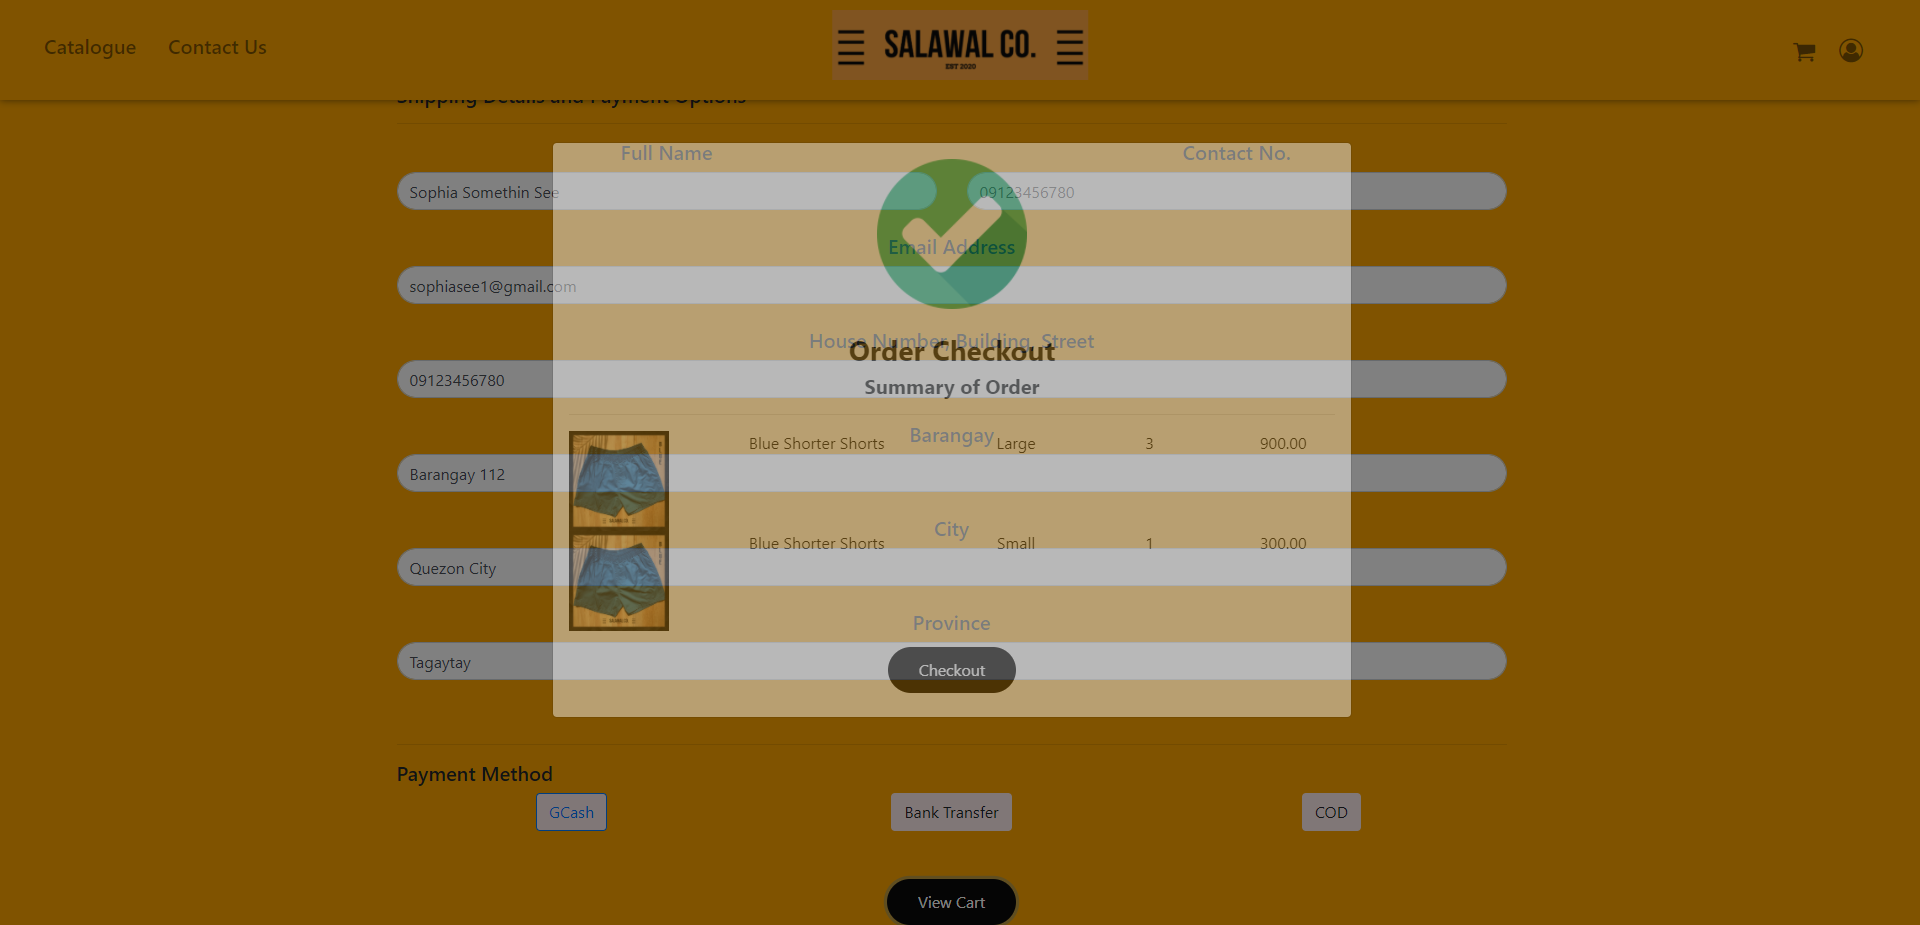 Catalogue
Contact Us
SALAWAL CO.
EST 2020
Shipping Details and Payment Options
Full Name
Contact No.
Sophia Somethin See
09123456780
Email Address
sophiasee1@gmail.com
House Number, Building, Street
Order Checkout
09123456780
Summary of Order
Barangay
Blue Shorter Shorts
Large
3
900.00
Barangay 112
City
Blue Shorter Shorts
Small
1
300.00
Quezon City
Province
Tagaytay
Checkout
Payment Method
GCash
Bank Transfer
COD
View Cart